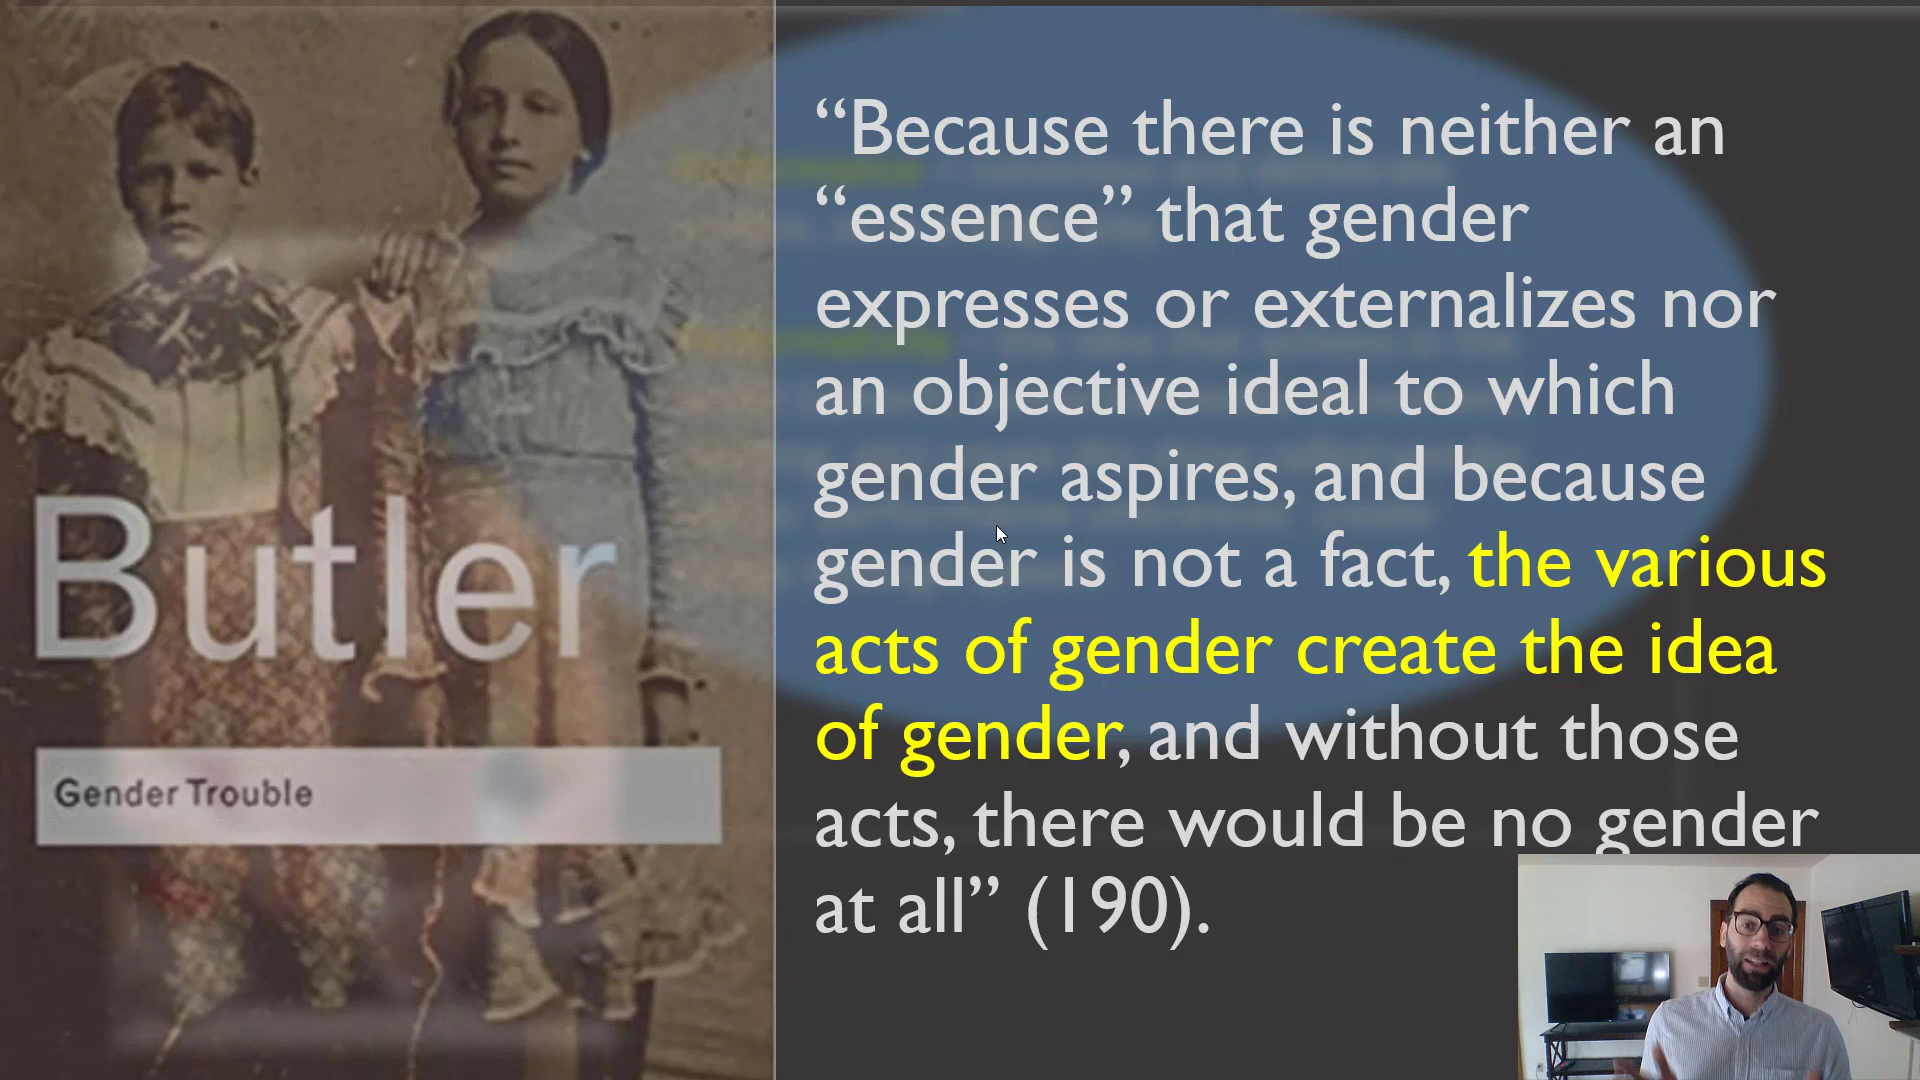 Butler
Gender Trouble
“Because there is neither an
“essence” that gender
expresses or externalizes nor
an objective ideal to which
gender aspires, and because
gender is not a fact, the various
acts of gender create the idea
of gender, and without those
acts, there would be no gender
at all” (190).